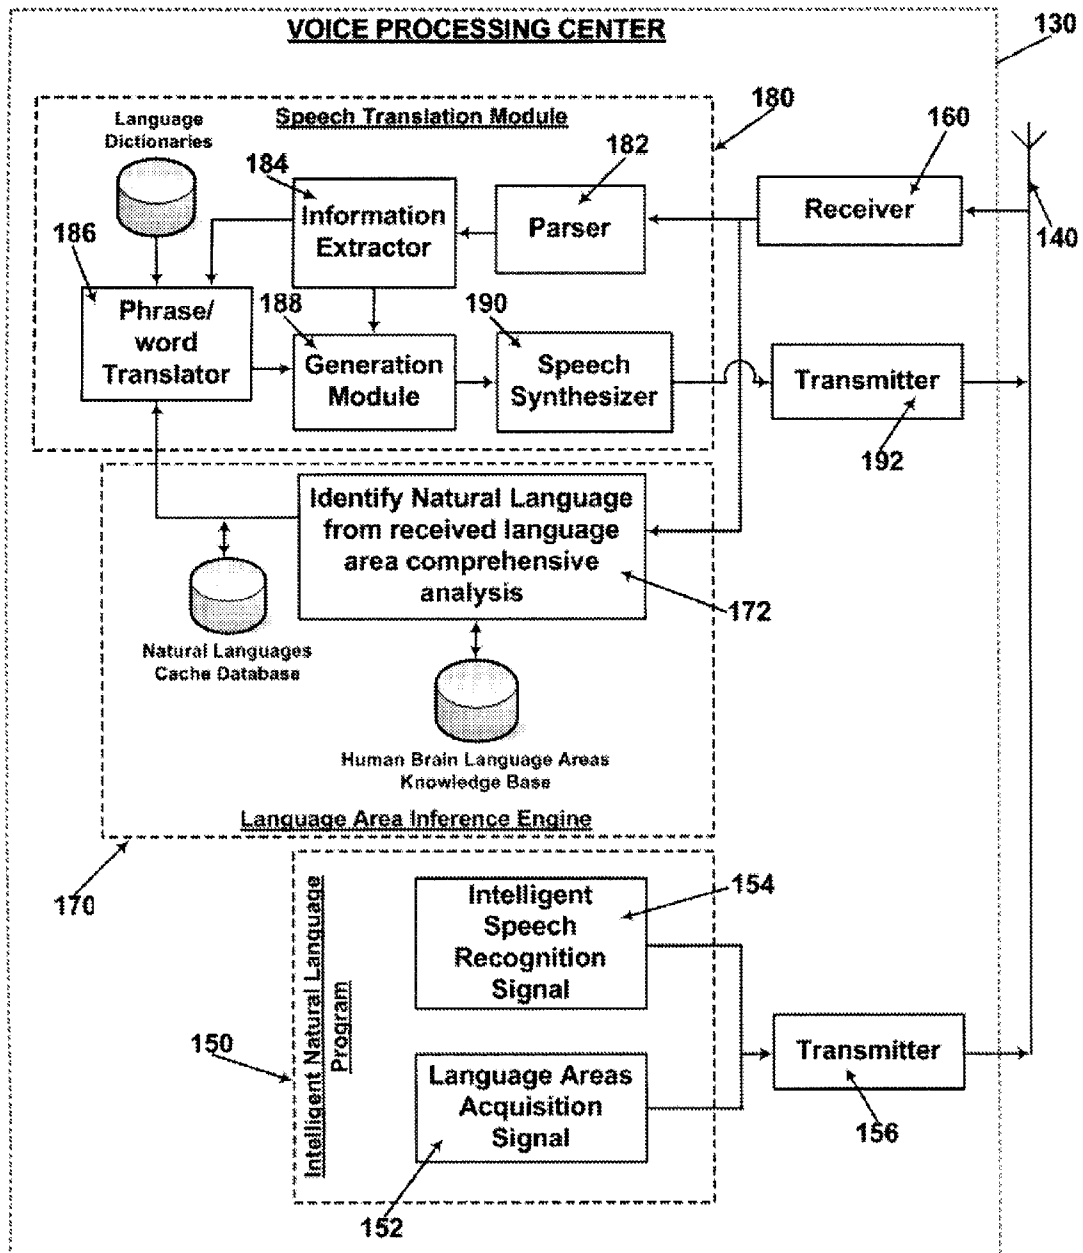 VOICE PROCESSING CENTER
130
Speech Translation Module
180
Language
Dictionaries
160
182
184
Information
Extractor
Parser
Receiver
140
186
Phrase/
word
Translator
188
Generation
Module
190
Speech
Synthesizer
Transmitter
192
Identify Natural Language
from received language
area comprehensive
analysis
172
Natural Languages
Cache Database
Human Brain Language Areas
Knowledge Base
Language Area Inference Engine
170
Intelligent Natural Language
Program
150
Intelligent
Speech
Recognition
Signal
154
Language Areas
Acquisition
Signal
152
Transmitter
156